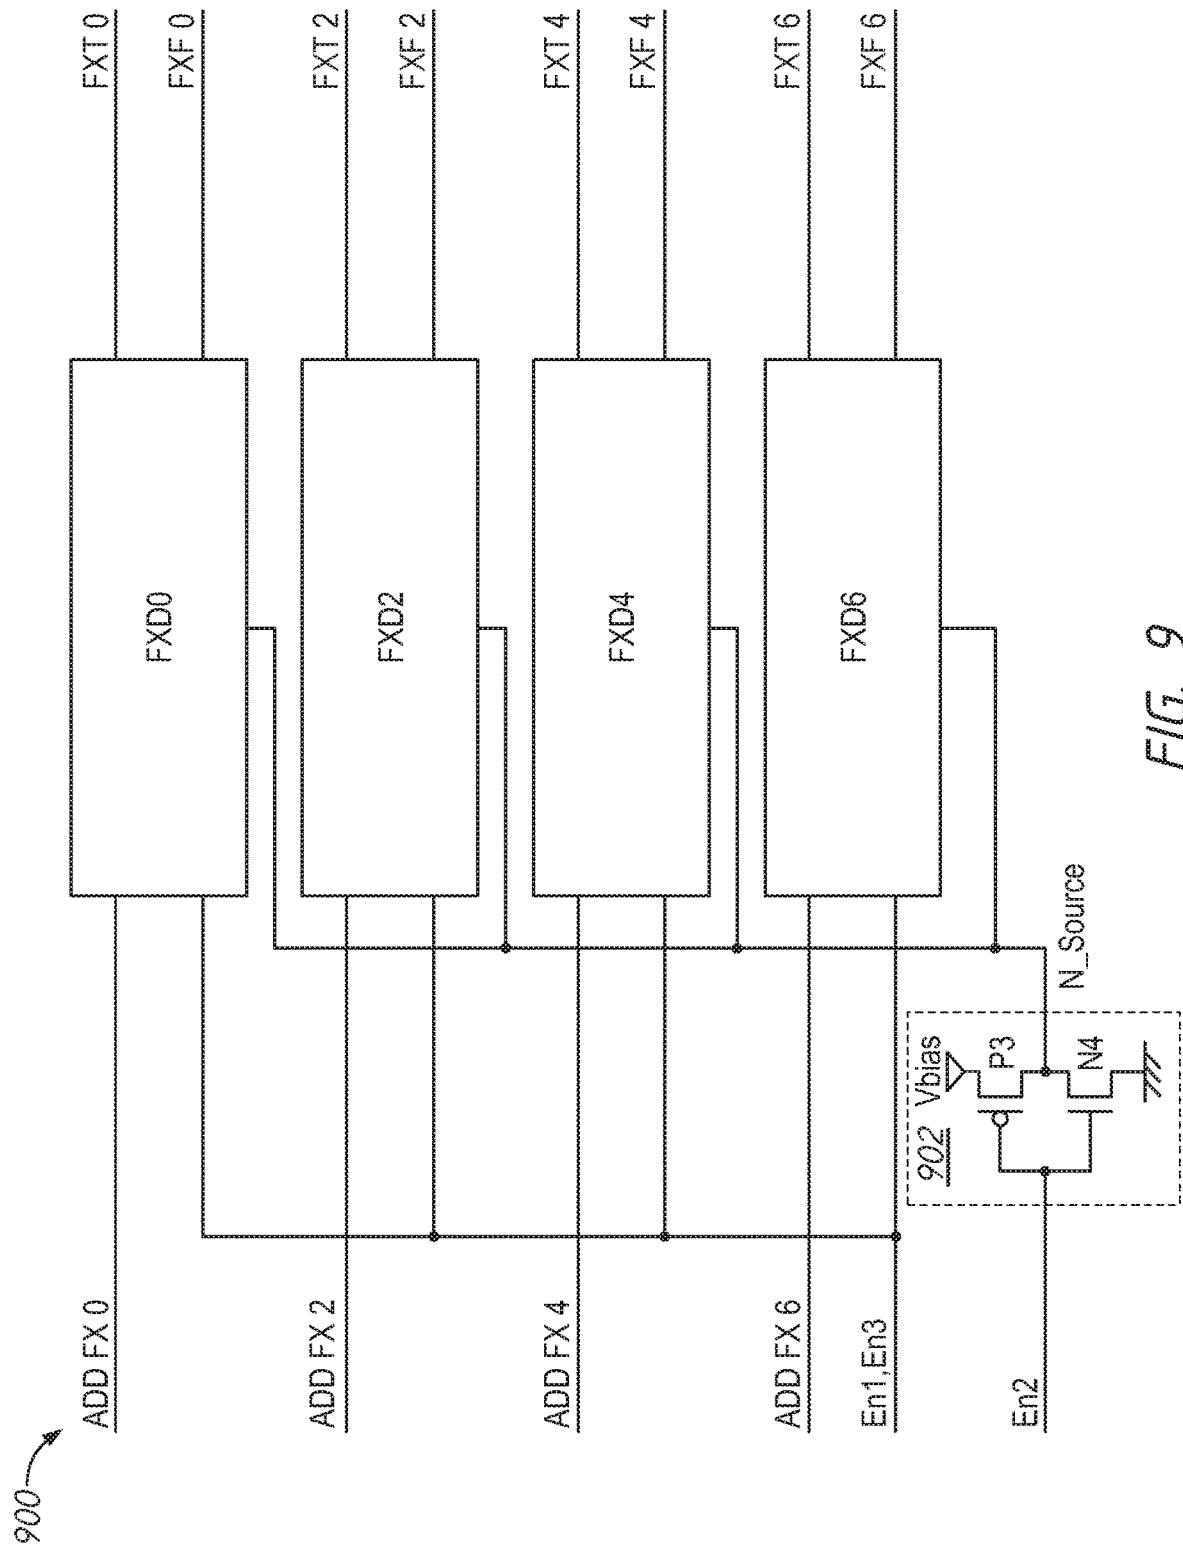 900
ADD FX 0
FXD0
FXT 0
FXF 0
ADD FX 2
FXD2
FXT 2
FXF 2
ADD FX 4
FXD4
FXT 4
FXF 4
ADD FX 6
En1,En3
FXD6
FXT 6
FXF 6
902
Vbias
P3
N4
N_Source
En2
FIG. 9